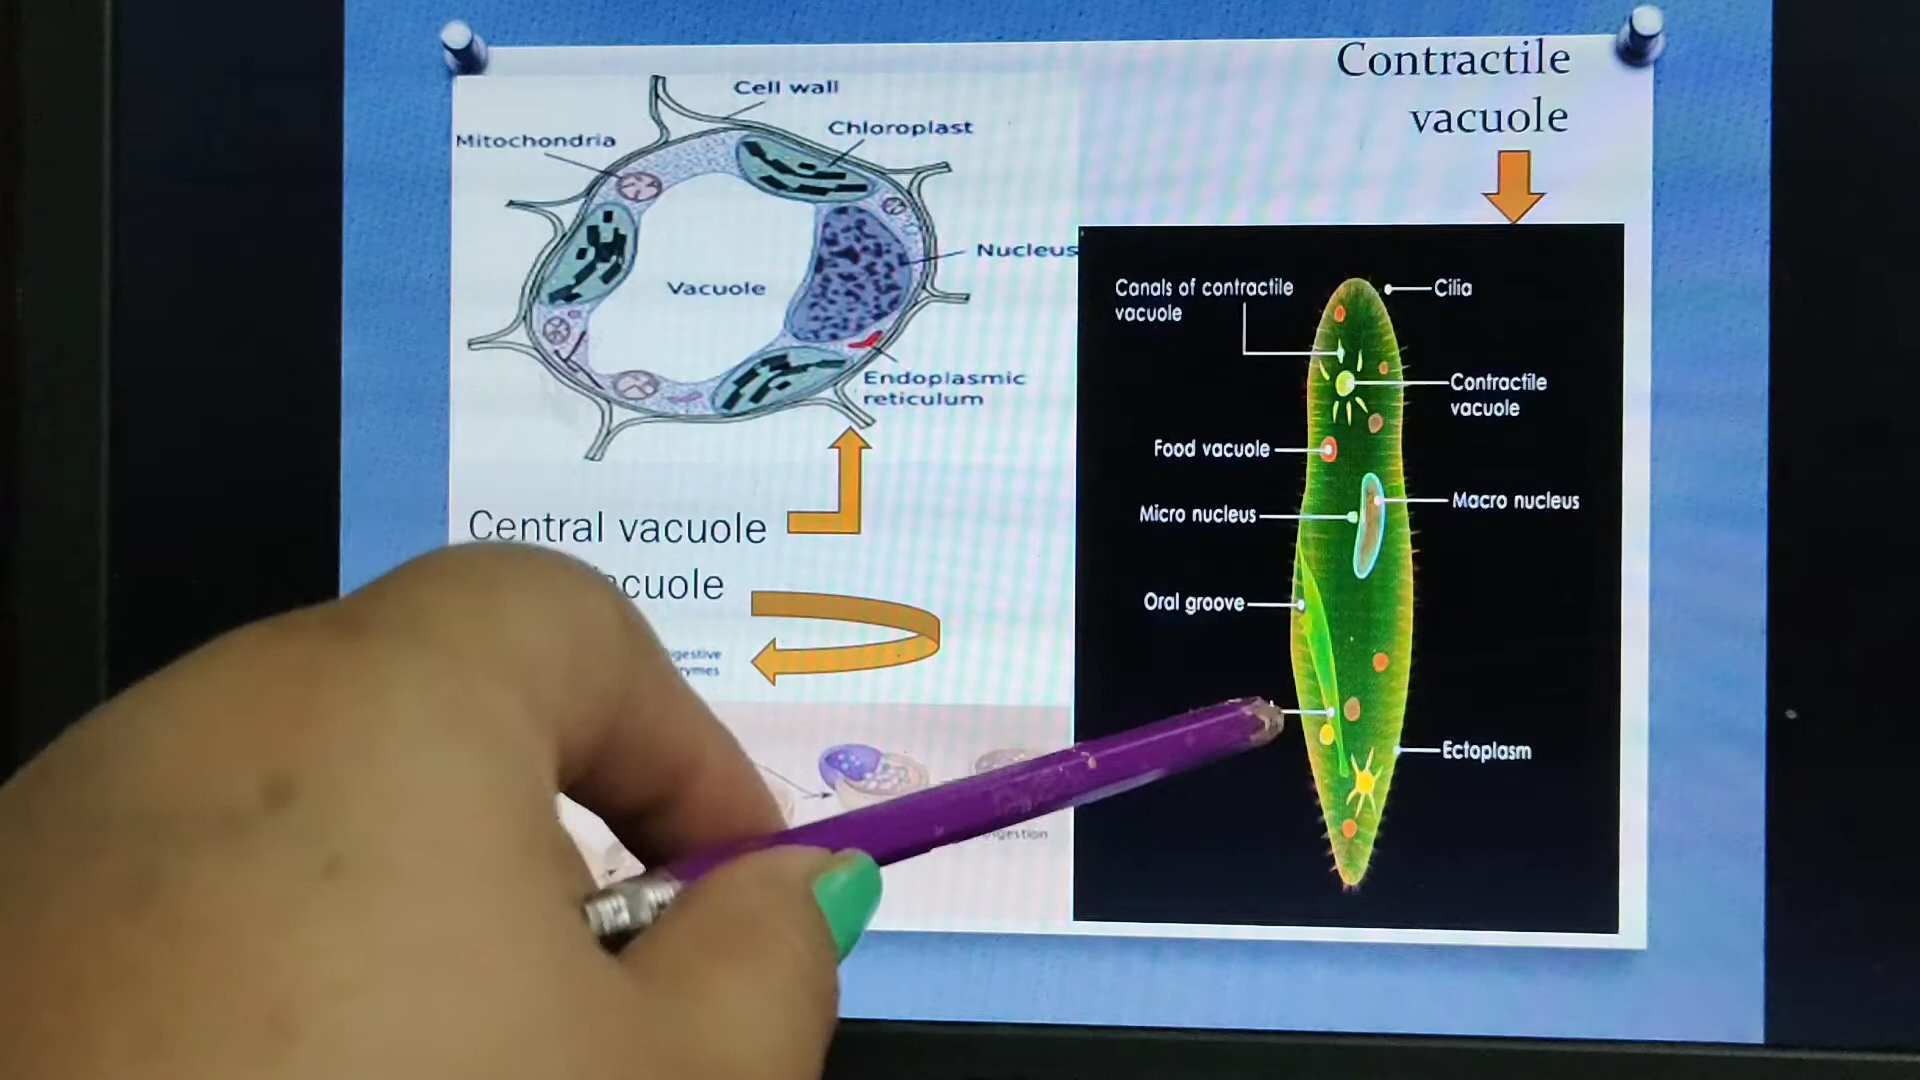 Contractile
vacuole
Cell wall
Mitochondria
Chloroplast
Nucleus
Vacuole
Endoplasmic
reticulum
Central vacuole
Canals of contractile
vacuole
Cilia
Contractile
vacuole
Food vacuole
Micro nucleus
Macro nucleus
Oral groove
Ectoplasm